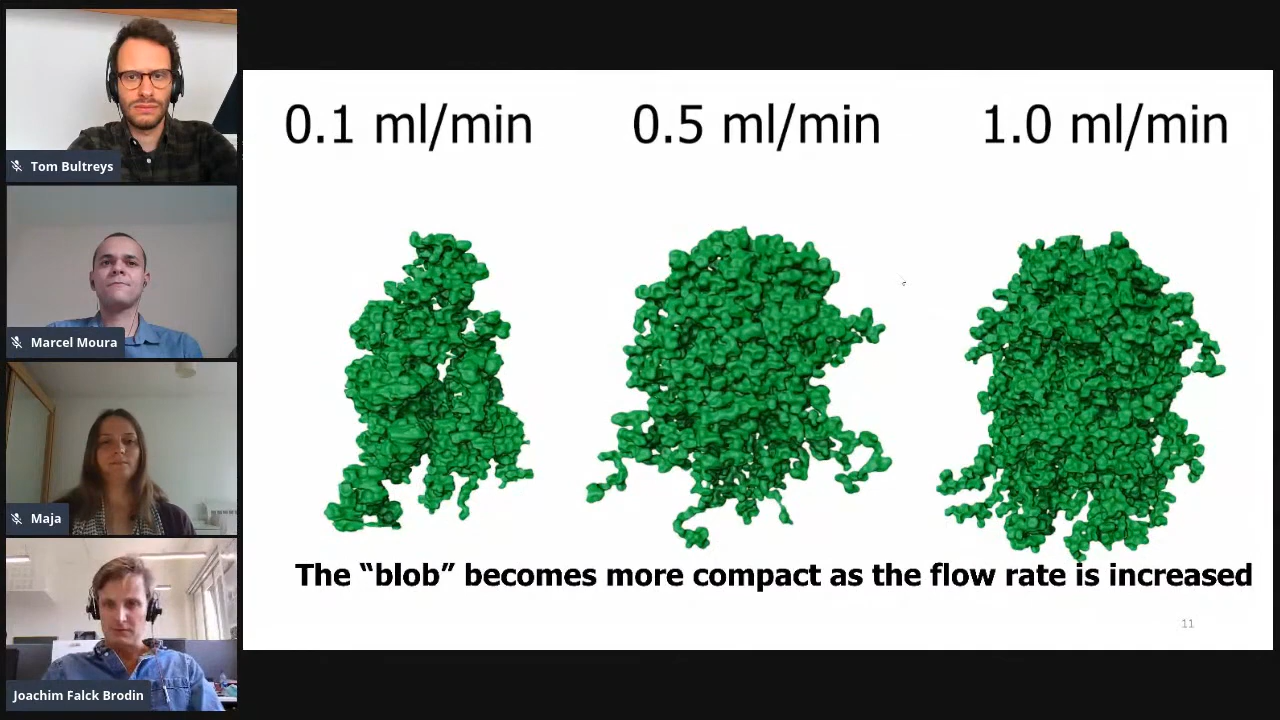 Tom Bultreys
Marcel Moura
Maja
Joachim Falck Brodin
0.1 ml/min
0.5 ml/min
1.0 ml/min
The “blob” becomes more compact as the flow rate is increased
11